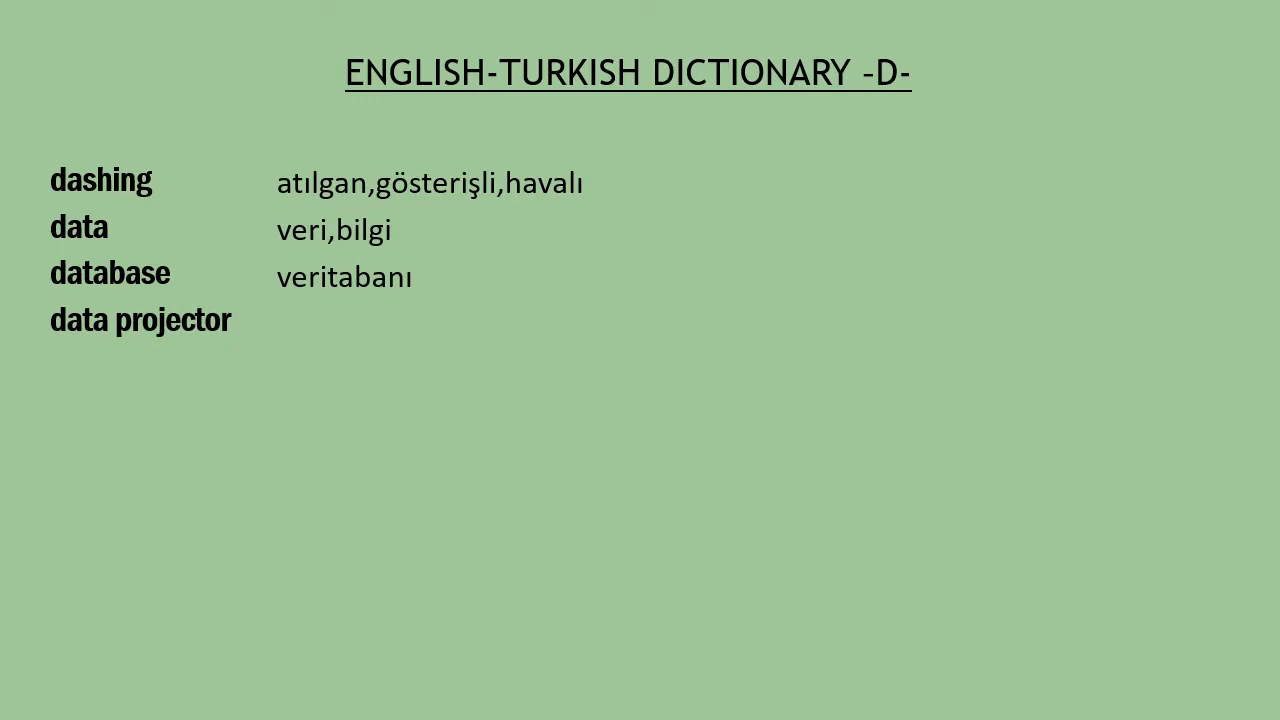 ENGLISH-TURKISH DICTIONARY –D-
dashing atılgan,gösterişli,havalı
data veri,bilgi
database veritabanı
data projector